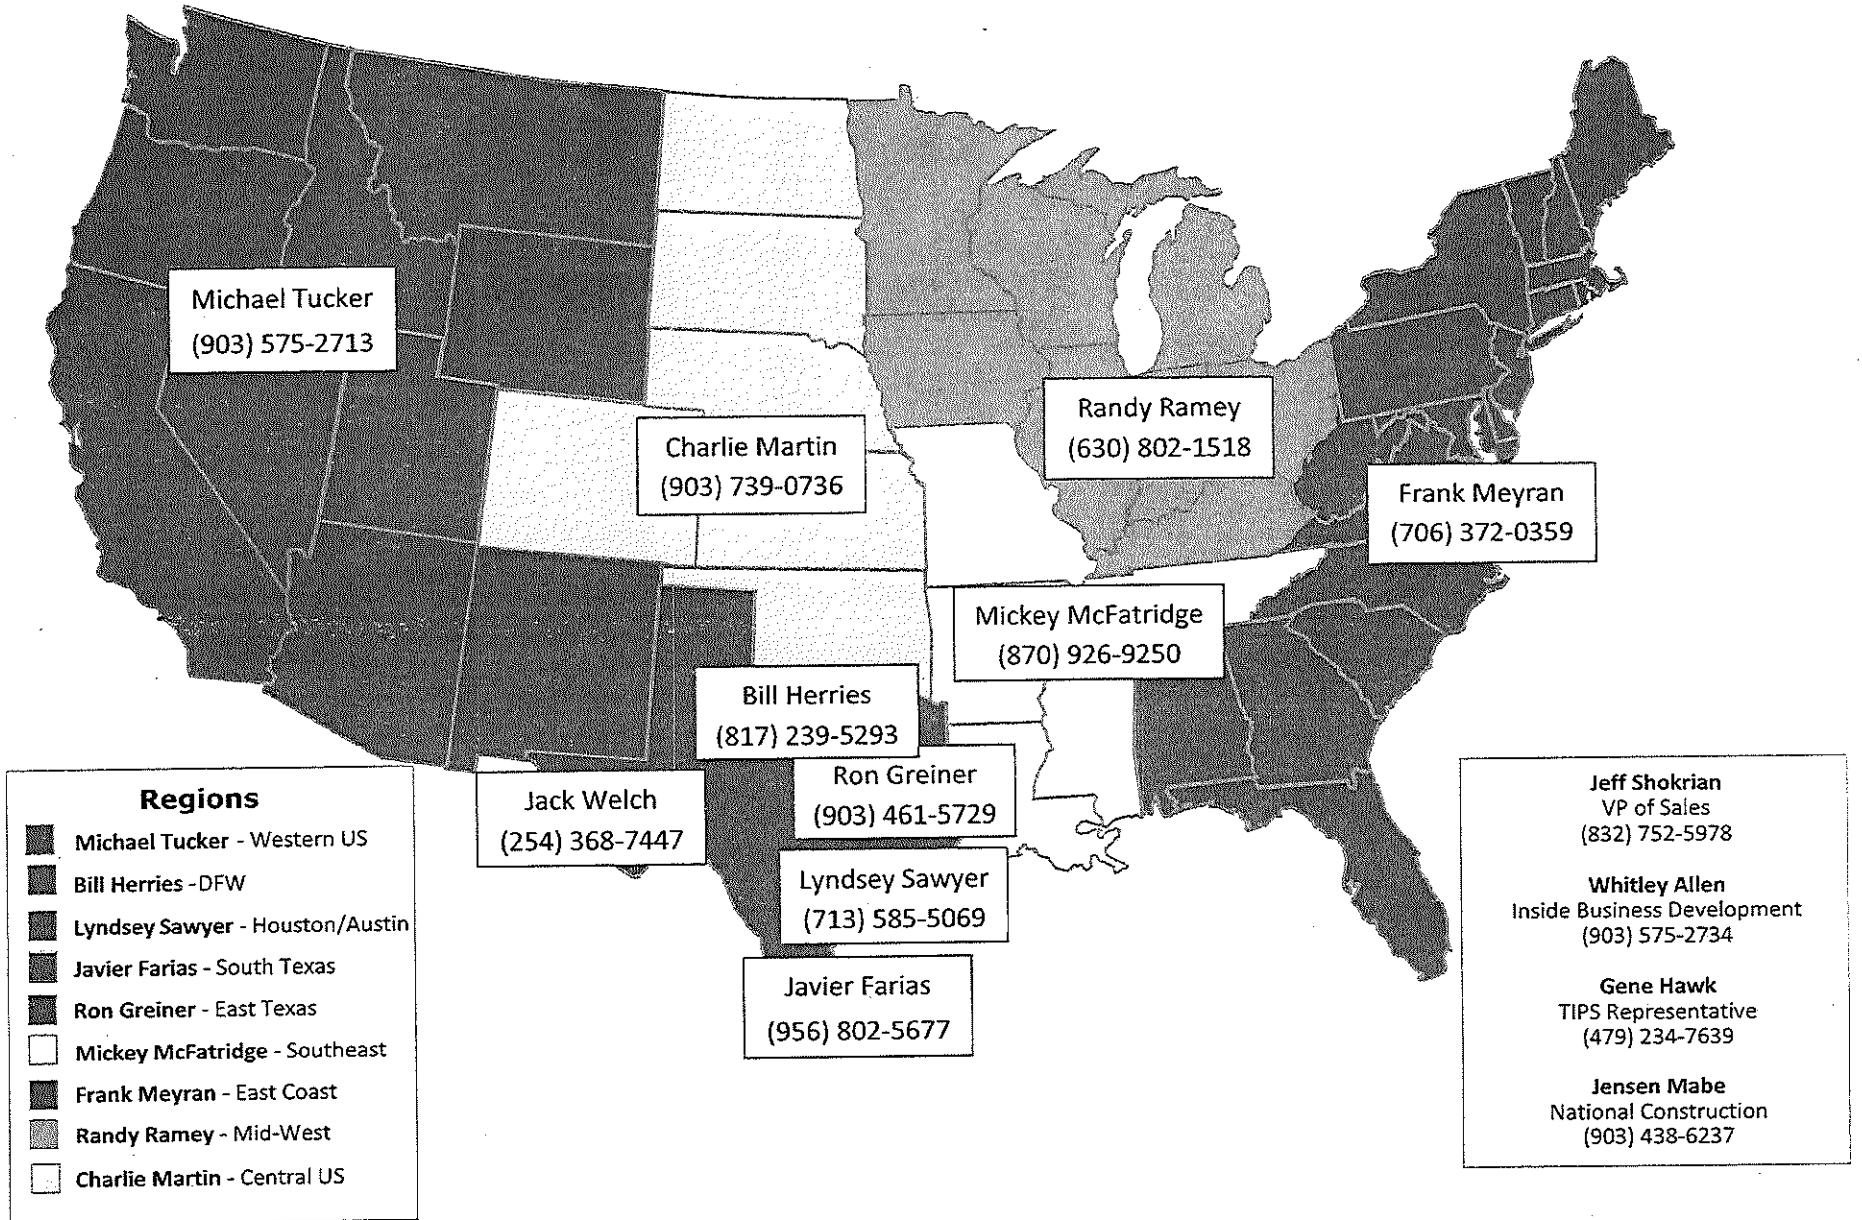 Michael Tucker
(903) 575-2713
Charlie Martin
(903) 739-0736
Randy Ramey
(630) 802-1518
Frank Meyran
(706) 372-0359
Mickey McFatridge
(870) 926-9250
Bill Herries
(817) 239-5293
Ron Greiner
(903) 461-5729
Jack Welch
(254) 368-7447
Lyndsey Sawyer
(713) 585-5069
Javier Farias
(956) 802-5677
Regions
Michael Tucker - Western US
Bill Herries -DFW
Lyndsey Sawyer - Houston/Austin
Javier Farias - South Texas
Ron Greiner - East Texas
Mickey McFatridge - Southeast
Frank Meyran - East Coast
Randy Ramey - Mid-West
Charlie Martin - Central US
Jeff Shokrian
VP of Sales
(832) 752-5978
Whitley Allen
Inside Business Development
(903) 575-2734
Gene Hawk
TIPS Representative
(479) 234-7639
Jensen Mabe
National Construction
(903) 438-6237